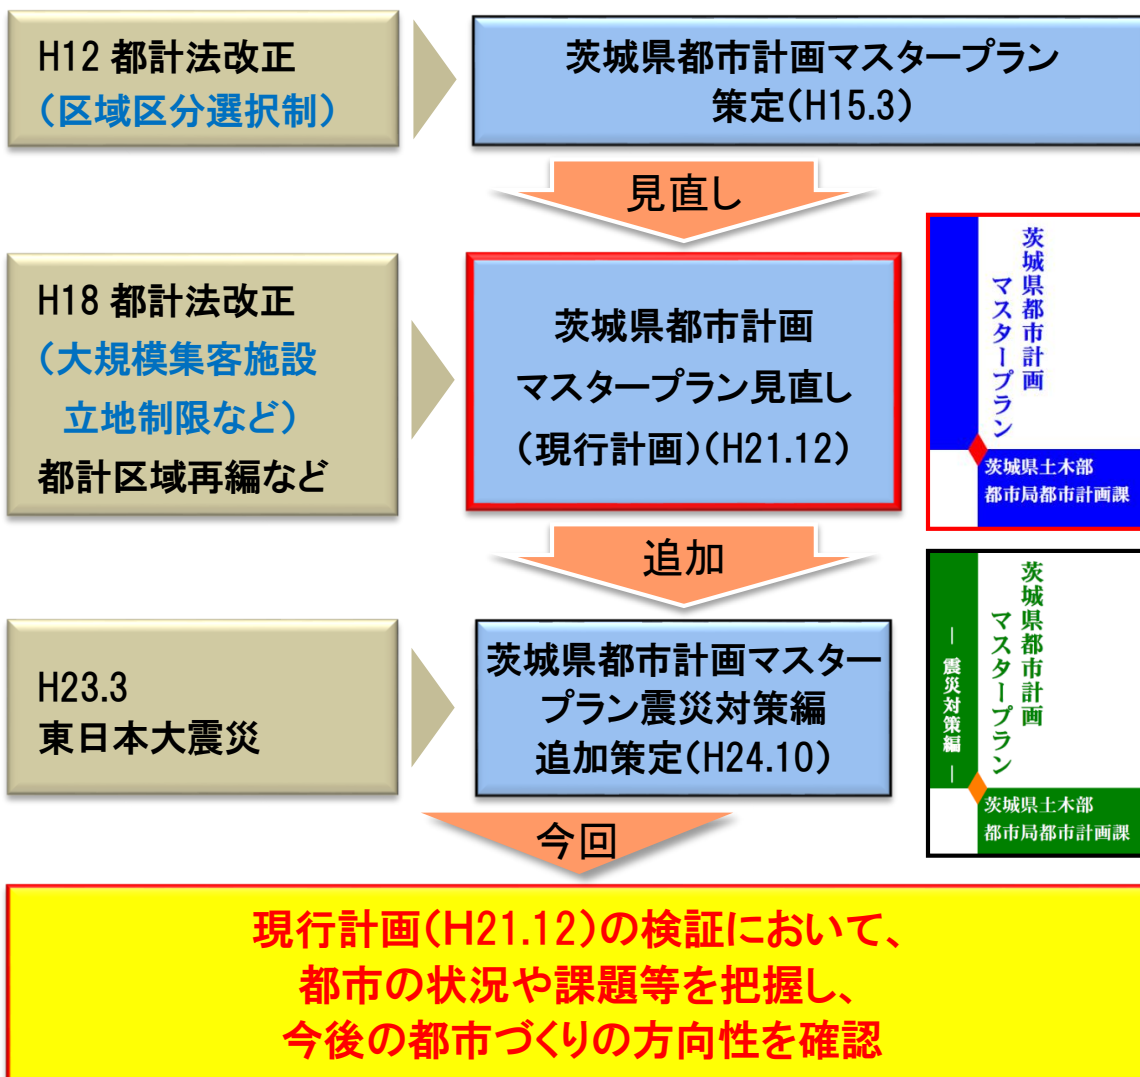 H12 都計法改正
（区域区分選択制）
茨城県都市計画マスタープラン
策定(H15.3)
見直し
H18 都計法改正
（大規模集客施設
立地制限など）
都計区域再編など
茨城県都市計画
マスタープラン見直し
（現行計画）(H21.12)
茨城県都市計画
マスタープラン
茨城県土木部
都市局都市計画課
追加
H23.3
東日本大震災
茨城県都市計画マスター
プラン震災対策編
追加策定(H24.10)
茨城県都市計画
マスタープラン
― 震災対策編 ―
茨城県土木部
都市局都市計画課
今回
現行計画(H21.12)の検証において、
都市の状況や課題等を把握し、
今後の都市づくりの方向性を確認